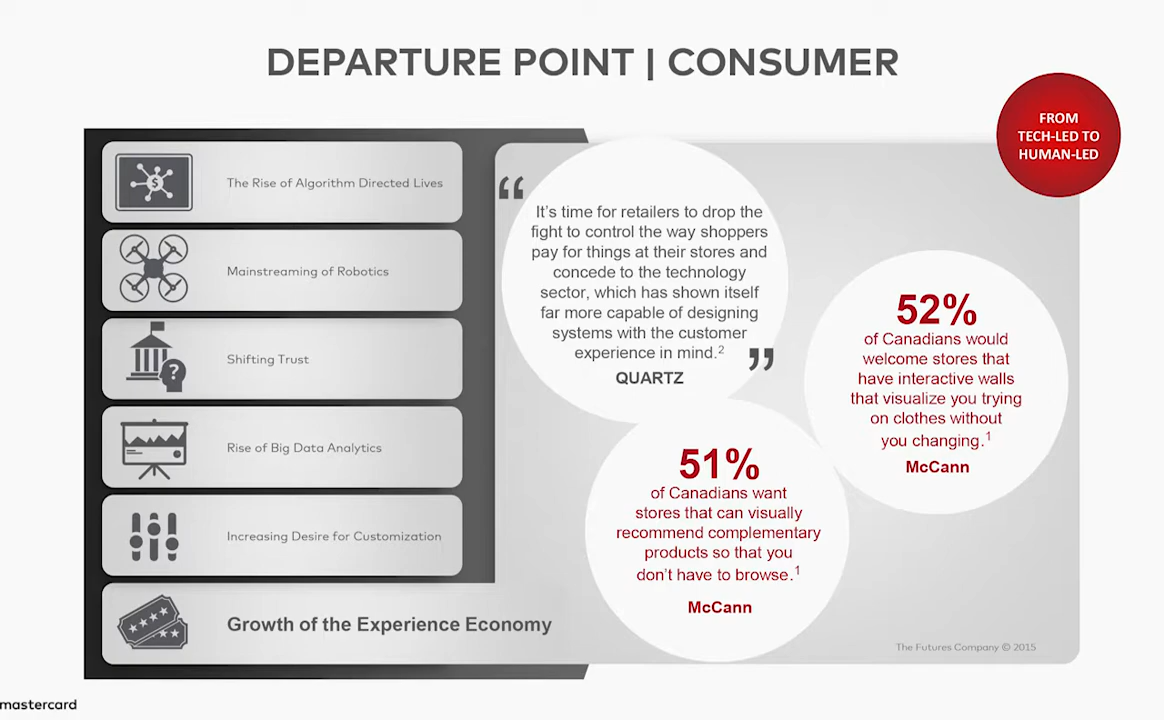 DEPARTURE POINT | CONSUMER
FROM
TECH-LED TO
HUMAN-LED
The Rise of Algorithm Directed Lives
$
Mainstreaming of Robotics
Shifting Trust
?
Rise of Big Data Analytics
Increasing Desire for Customization
Growth of the Experience Economy
“
It’s time for retailers to drop the
fight to control the way shoppers
pay for things at their stores and
concede to the technology
sector, which has shown itself
far more capable of designing
systems with the customer
experience in mind.2
”
QUARTZ
52%
of Canadians would
welcome stores that
have interactive walls
that visualize you trying
on clothes without
you changing.1
McCann
51%
of Canadians want
stores that can visually
recommend complementary
products so that you
don’t have to browse.1
McCann
The Futures Company © 2015
mastercard